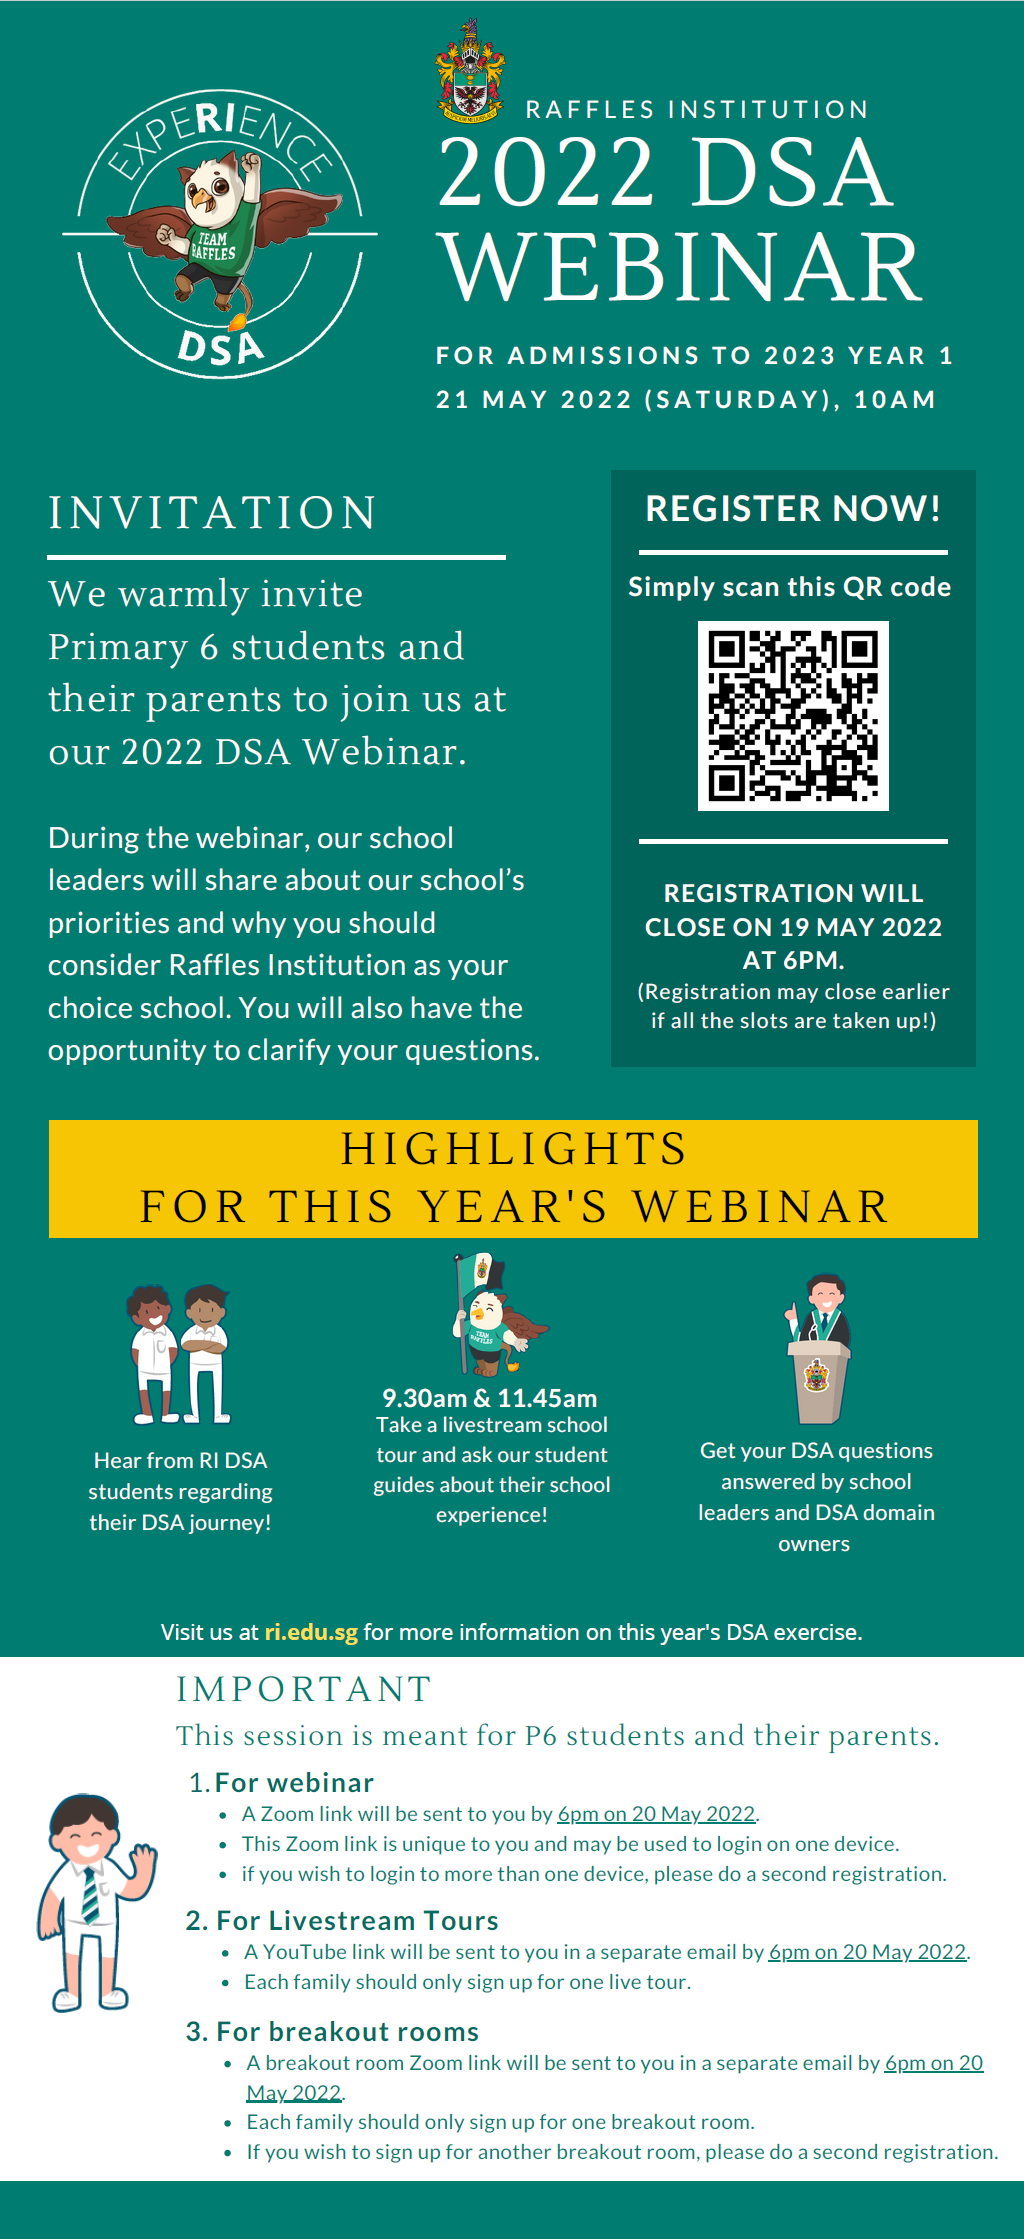 EXPERIENCE
TEAM
RAFFLES
DSA
RAFFLES INSTITUTION
2022 DSA
WEBINAR
FOR ADMISSIONS TO 2023 YEAR 1
21 MAY 2022 (SATURDAY), 10AM
INVITATION
We warmly invite
Primary 6 students and
their parents to join us at
our 2022 DSA Webinar.
During the webinar, our school
leaders will share about our school’s
priorities and why you should
consider Raffles Institution as your
choice school. You will also have the
opportunity to clarify your questions.
REGISTER NOW!
Simply scan this QR code
REGISTRATION WILL
CLOSE ON 19 MAY 2022
AT 6PM.
(Registration may close earlier
if all the slots are taken up!)
HIGHLIGHTS
FOR THIS YEAR'S WEBINAR
Hear from RI DSA
students regarding
their DSA journey!
TEAM
RAFFLES
9.30am & 11.45am
Take a livestream school
tour and ask our student
guides about their school
experience!
Get your DSA questions
answered by school
leaders and DSA domain
owners
Visit us at ri.edu.sg for more information on this year's DSA exercise.
IMPORTANT
This session is meant for P6 students and their parents.
1. For webinar
• A Zoom link will be sent to you by 6pm on 20 May 2022.
• This Zoom link is unique to you and may be used to login on one device.
• if you wish to login to more than one device, please do a second registration.
2. For Livestream Tours
• A YouTube link will be sent to you in a separate email by 6pm on 20 May 2022.
• Each family should only sign up for one live tour.
3. For breakout rooms
• A breakout room Zoom link will be sent to you in a separate email by 6pm on 20
May 2022.
• Each family should only sign up for one breakout room.
• If you wish to sign up for another breakout room, please do a second registration.